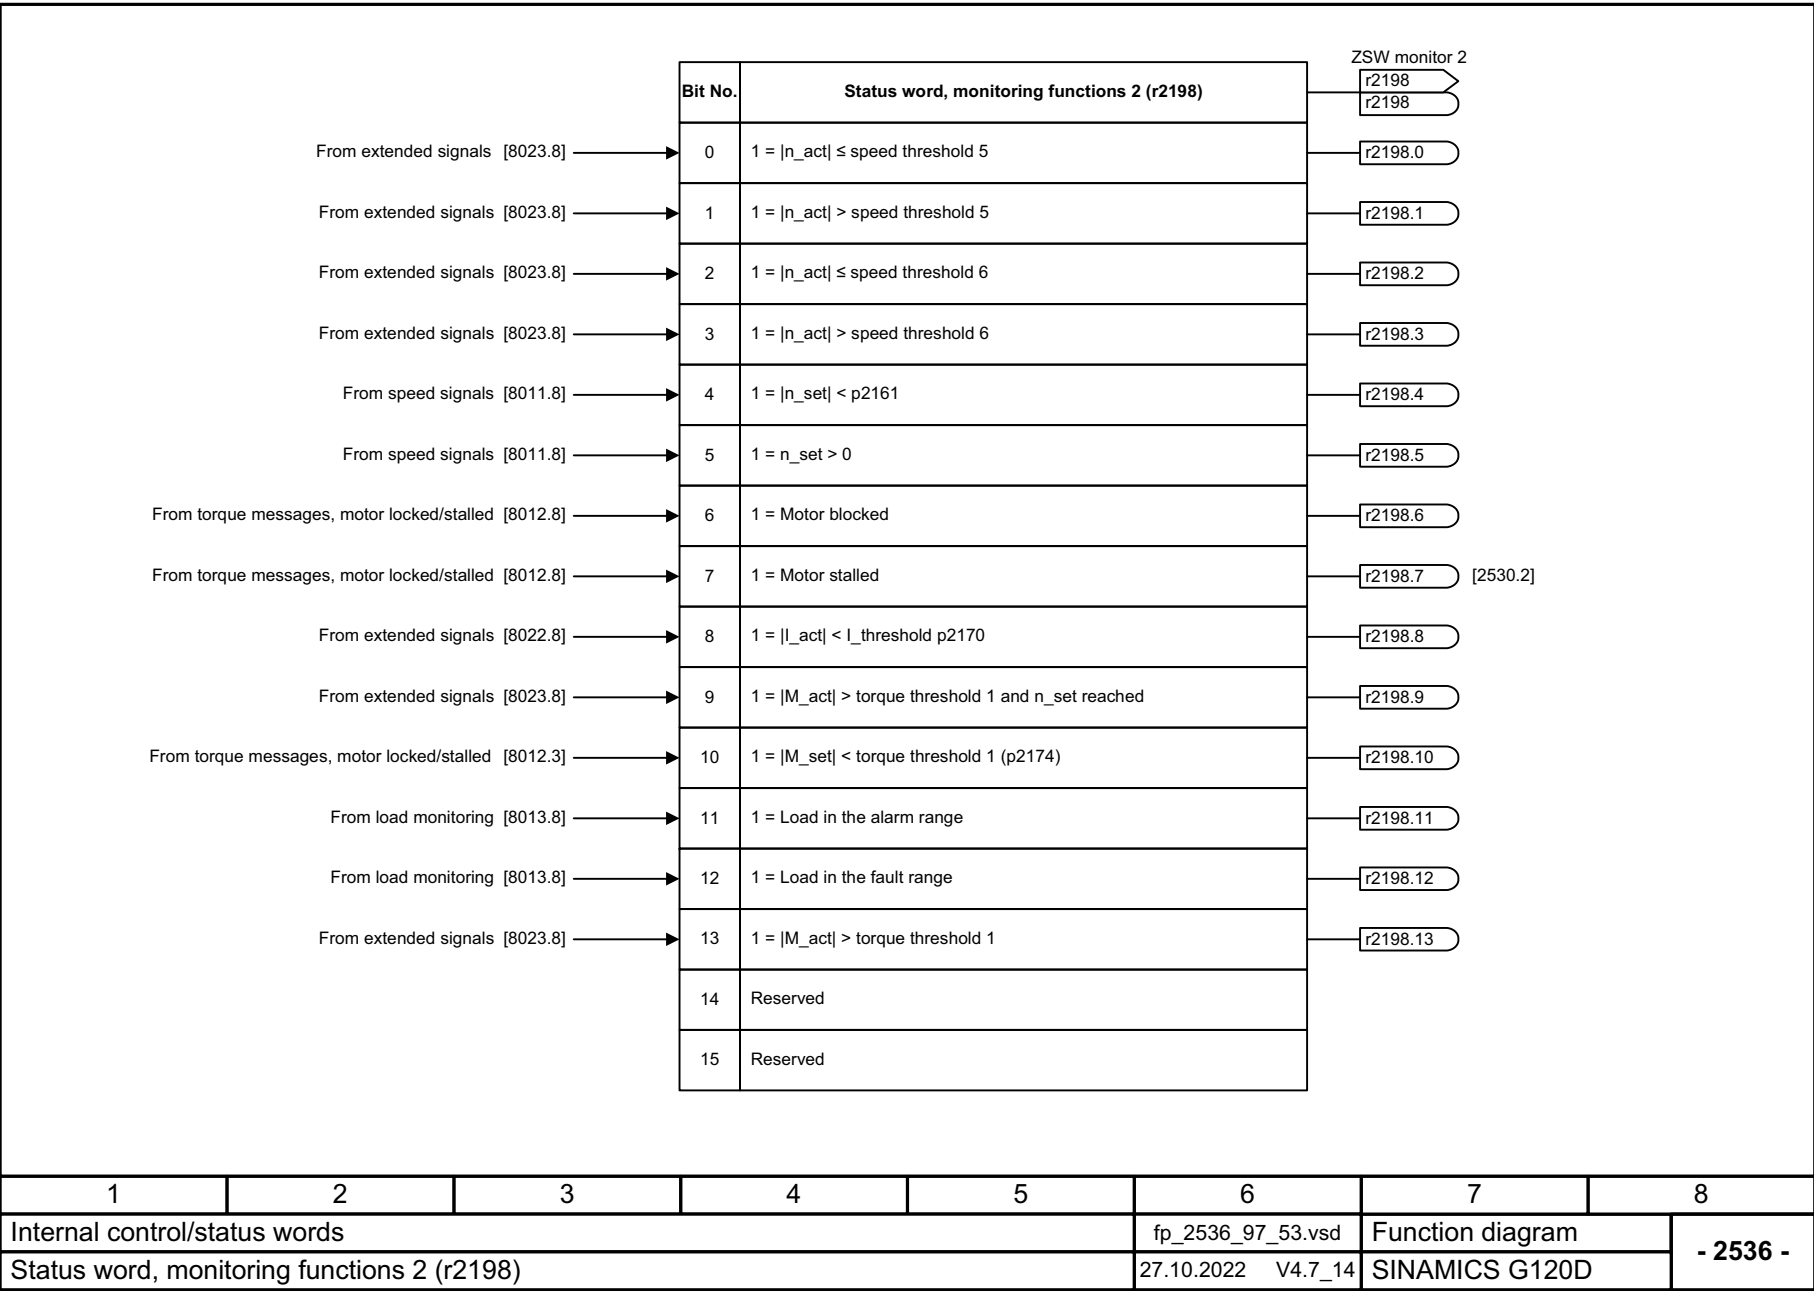 ZSW monitor 2
Bit No. Status word, monitoring functions 2 (r2198) r2198
r2198
From extended signals [8023.8] 0 1 = |n_act| ≤ speed threshold 5 r2198.0
From extended signals [8023.8] 1 1 = |n_act| > speed threshold 5 r2198.1
From extended signals [8023.8] 2 1 = |n_act| ≤ speed threshold 6 r2198.2
From extended signals [8023.8] 3 1 = |n_act| > speed threshold 6 r2198.3
From speed signals [8011.8] 4 1 = |n_set| < p2161 r2198.4
From speed signals [8011.8] 5 1 = n_set > 0 r2198.5
From torque messages, motor locked/stalled [8012.8] 6 1 = Motor blocked r2198.6
From torque messages, motor locked/stalled [8012.8] 7 1 = Motor stalled r2198.7 [2530.2]
From extended signals [8022.8] 8 1 = |I_act| < I_threshold p2170 r2198.8
From extended signals [8023.8] 9 1 = |M_act| > torque threshold 1 and n_set reached r2198.9
From torque messages, motor locked/stalled [8012.3] 10 1 = |M_set| < torque threshold 1 (p2174) r2198.10
From load monitoring [8013.8] 11 1 = Load in the alarm range r2198.11
From load monitoring [8013.8] 12 1 = Load in the fault range r2198.12
From extended signals [8023.8] 13 1 = |M_act| > torque threshold 1 r2198.13
14 Reserved
15 Reserved
1 2 3 4 5 6 7 8
Internal control/status words fp_2536_97_53.vsd Function diagram - 2536 -
Status word, monitoring functions 2 (r2198) 27.10.2022 V4.7_14 SINAMICS G120D